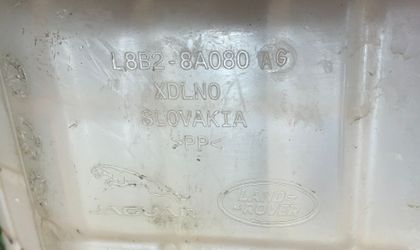 L8B2-8A080 AG
XDLNO
SLOVAKIA
>PP<
JAGUAR
LAND-
-ROVER